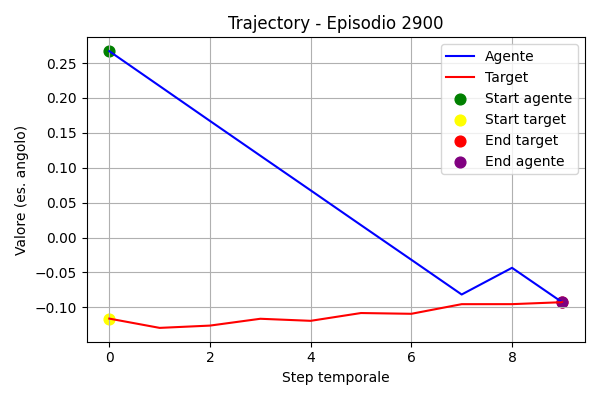 Trajectory - Episodio 2900
Agente
Target
Start agente
Start target
End target
End agente
Valore (es. angolo)
0.25
0.20
0.15
0.10
0.05
0.00
−0.05
−0.10
0 2 4 6 8
Step temporale